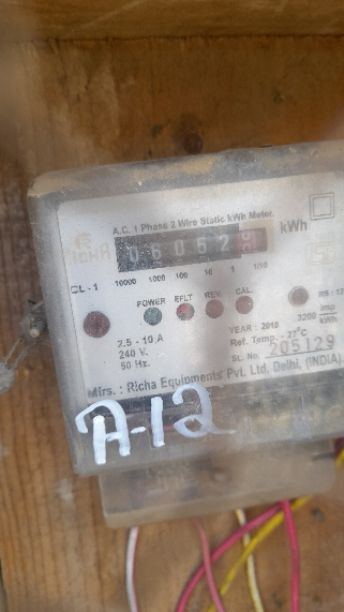 A.C. 1 Phase 2 Wire Static kWh Meter.
RICHA 060528 kWh
CL-1 10000 1000 100 10 1 1/10
POWER EFLT REV. CAL.
3200 imp/kWh
2.5 - 10 A
240 V.
50 Hz.
YEAR : 2010
Ref. Temp. - 27°C
SL. No. 205129
Mfrs. : Richa Equipments Pvt. Ltd, Delhi, (INDIA).
A-12